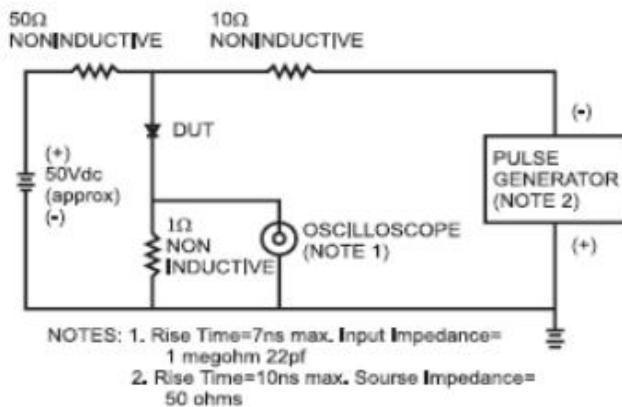 50Ω
NONINDUCTIVE
10Ω
NONINDUCTIVE
DUT
(+)
50Vdc
(approx)
(-)
1Ω
NON
INDUCTIVE
OSCILLOSCOPE
(NOTE 1)
(-)
PULSE
GENERATOR
(NOTE 2)
(+)
NOTES: 1. Rise Time=7ns max. Input Impedance=
1 megohm 22pf
2. Rise Time=10ns max. Sourse Impedance=
50 ohms